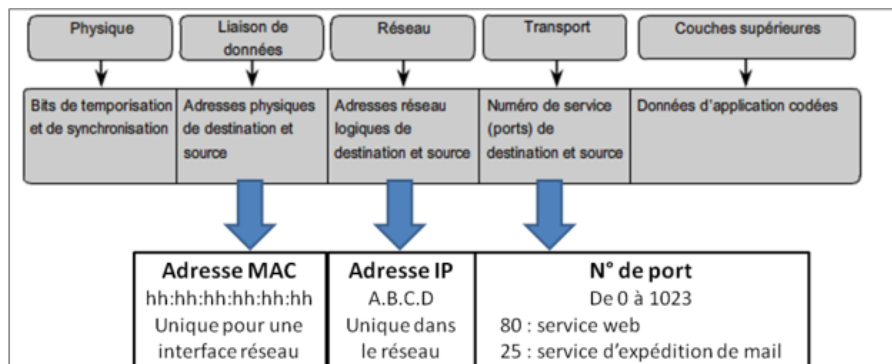 Physique
Liaison de
données
Réseau
Transport
Couches supérieures
Bits de temporisation
et de synchronisation
Adresses physiques
de destination et
source
Adresses réseau
logiques de
destination et source
Numéro de service
(ports) de
destination et source
Données d'application codées
Adresse MAC
hh:hh:hh:hh:hh:hh
Unique pour une
interface réseau
Adresse IP
A.B.C.D
Unique dans
le réseau
N° de port
De 0 à 1023
80 : service web
25 : service d'expédition de mail